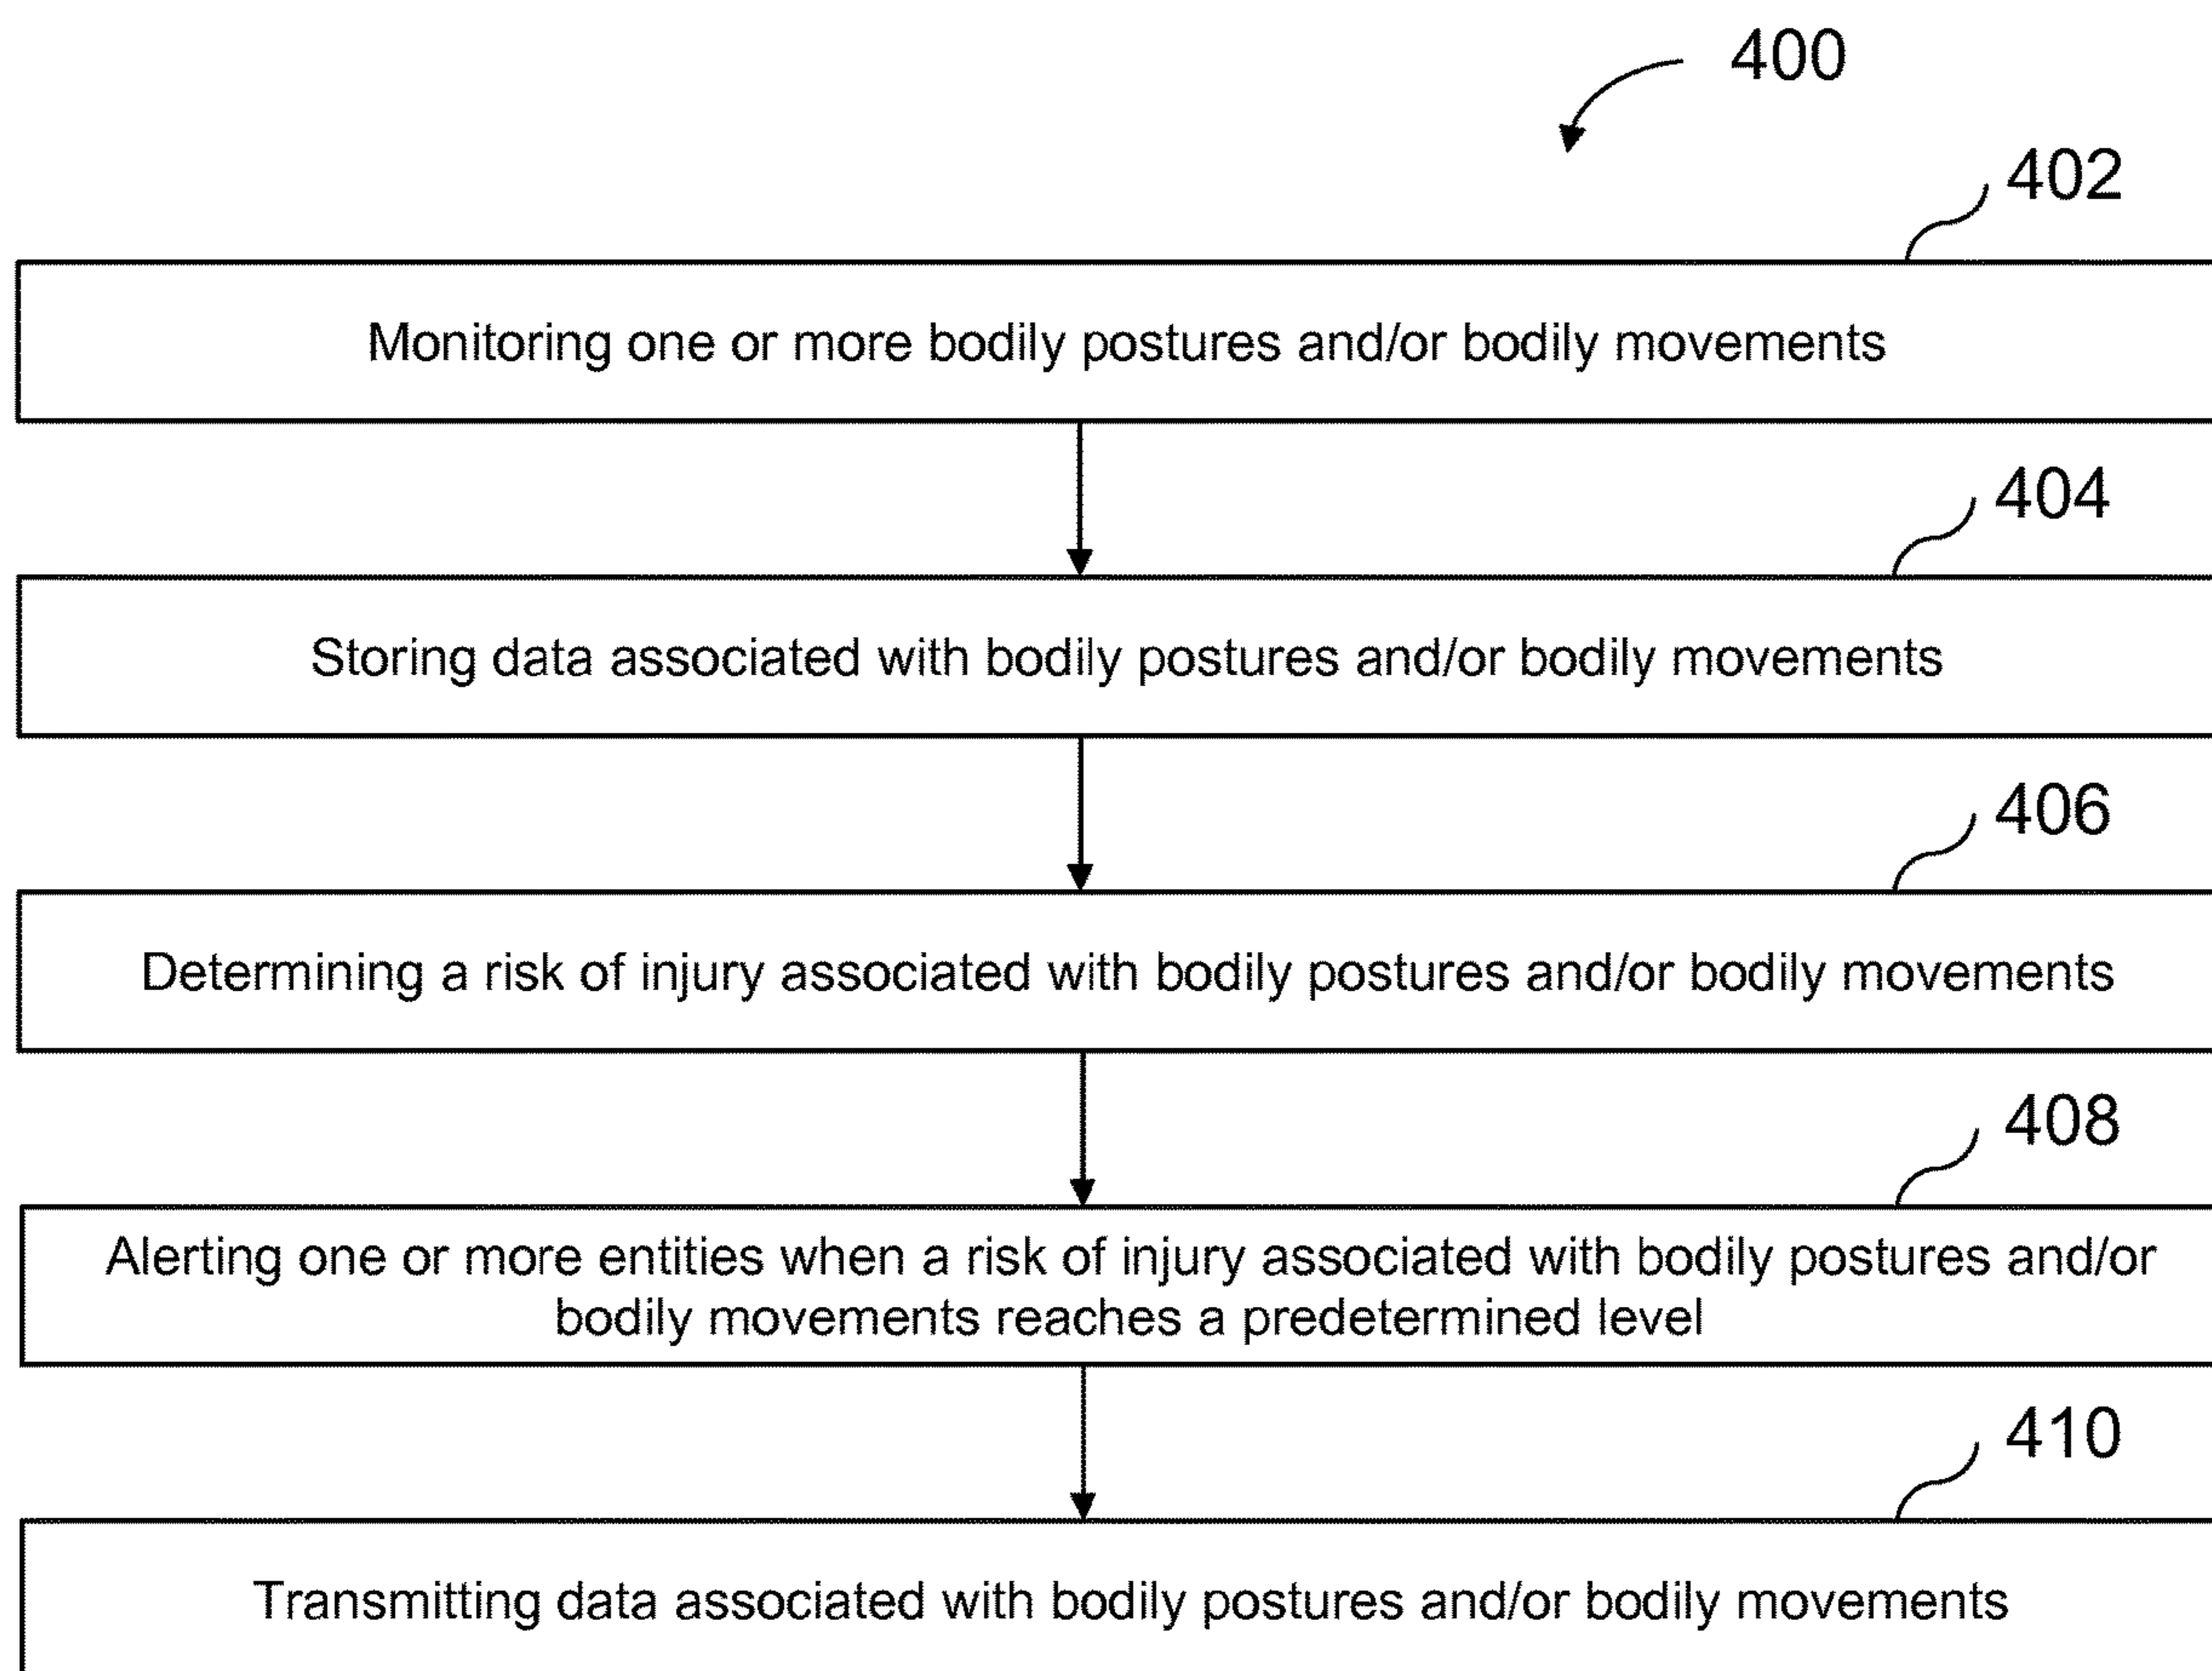 400
402
Monitoring one or more bodily postures and/or bodily movements
404
Storing data associated with bodily postures and/or bodily movements
406
Determining a risk of injury associated with bodily postures and/or bodily movements
408
Alerting one or more entities when a risk of injury associated with bodily postures and/or
bodily movements reaches a predetermined level
410
Transmitting data associated with bodily postures and/or bodily movements